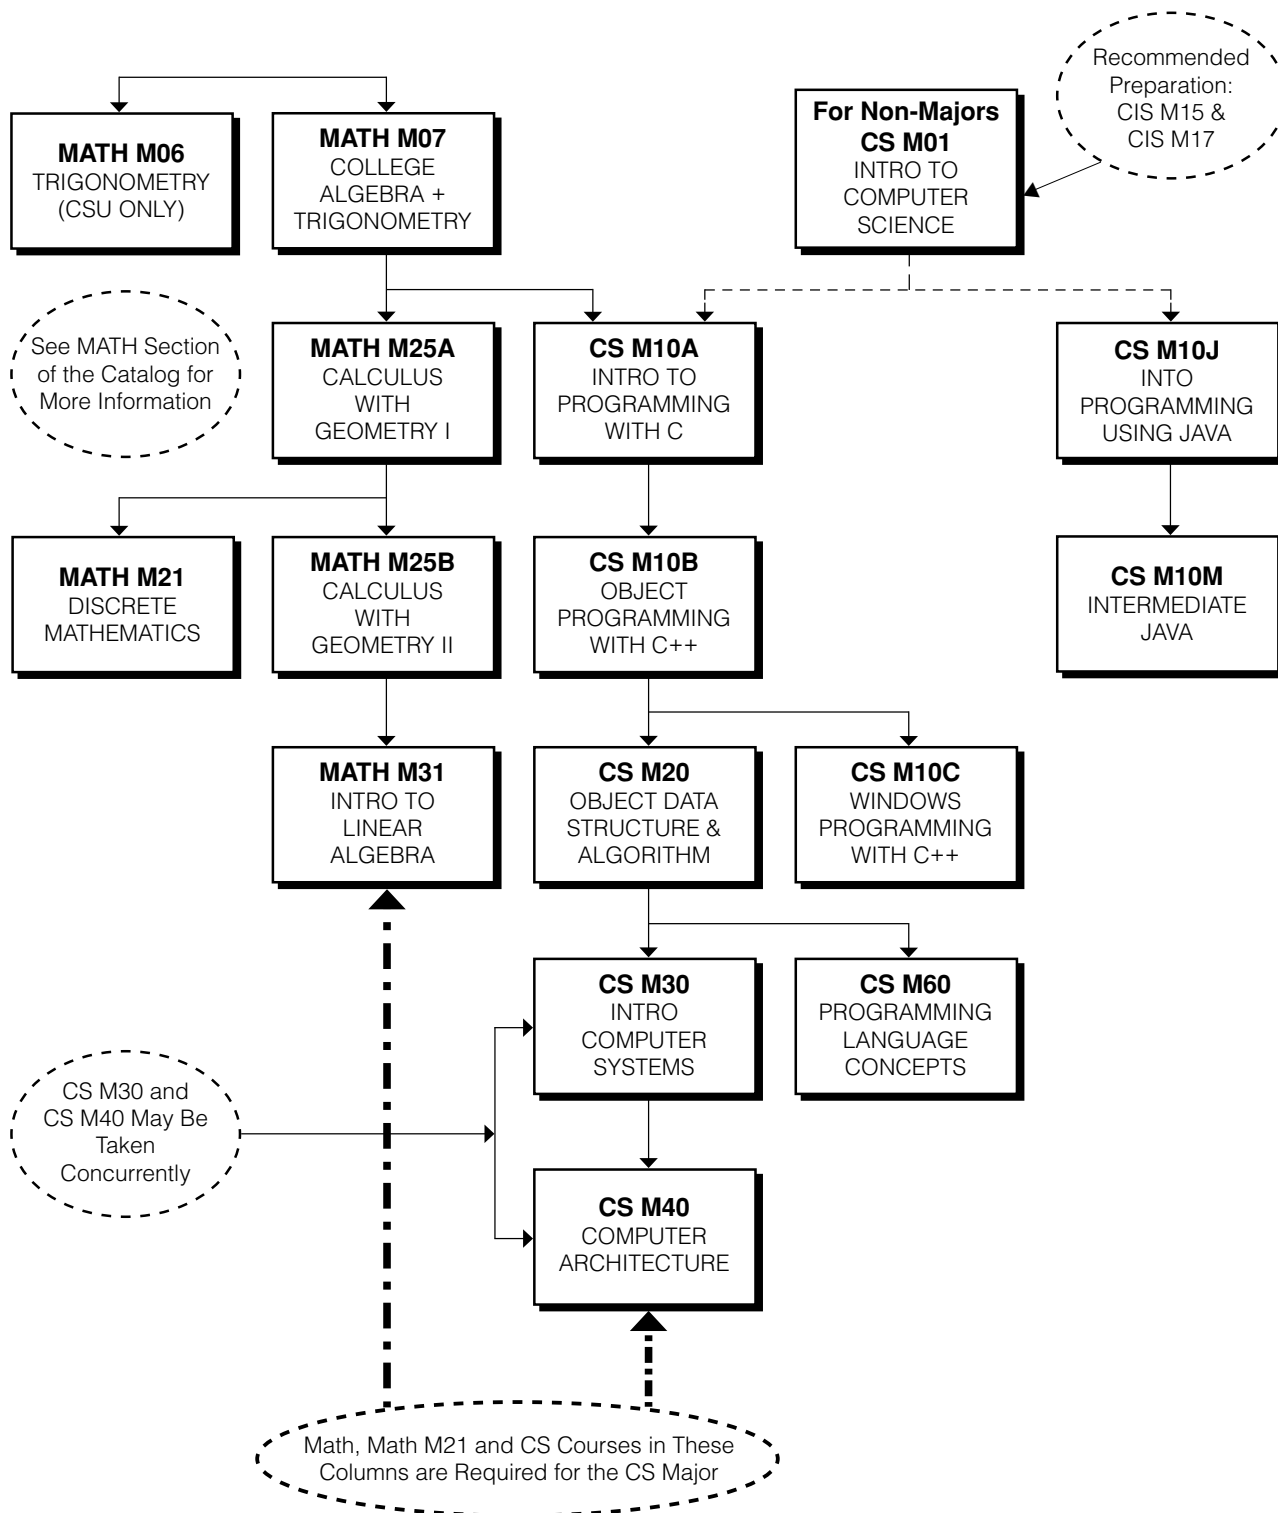 Recommended
Preparation:
CIS M15 &
CIS M17
MATH M06
TRIGONOMETRY
(CSU ONLY)
MATH M07
COLLEGE
ALGEBRA +
TRIGONOMETRY
For Non-Majors
CS M01
INTRO TO
COMPUTER
SCIENCE
See MATH Section
of the Catalog for
More Information
MATH M25A
CALCULUS
WITH
GEOMETRY I
CS M10A
INTRO TO
PROGRAMMING
WITH C
CS M10J
INTO
PROGRAMMING
USING JAVA
MATH M21
DISCRETE
MATHEMATICS
MATH M25B
CALCULUS
WITH
GEOMETRY II
CS M10B
OBJECT
PROGRAMMING
WITH C++
CS M10M
INTERMEDIATE
JAVA
MATH M31
INTRO TO
LINEAR
ALGEBRA
CS M20
OBJECT DATA
STRUCTURE &
ALGORITHM
CS M10C
WINDOWS
PROGRAMMING
WITH C++
CS M30
INTRO
COMPUTER
SYSTEMS
CS M60
PROGRAMMING
LANGUAGE
CONCEPTS
CS M30 and
CS M40 May Be
Taken
Concurrently
CS M40
COMPUTER
ARCHITECTURE
Math, Math M21 and CS Courses in These
Columns are Required for the CS Major